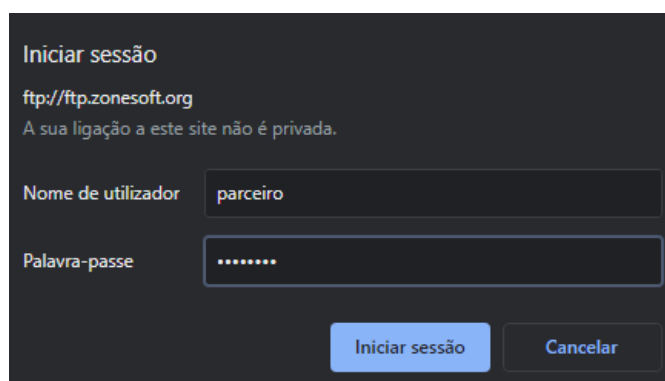 Iniciar sessão
ftp://ftp.zonesoft.org
A sua ligação a este site não é privada.
Nome de utilizador parceiro
Palavra-passe ••••••••
Iniciar sessão Cancelar